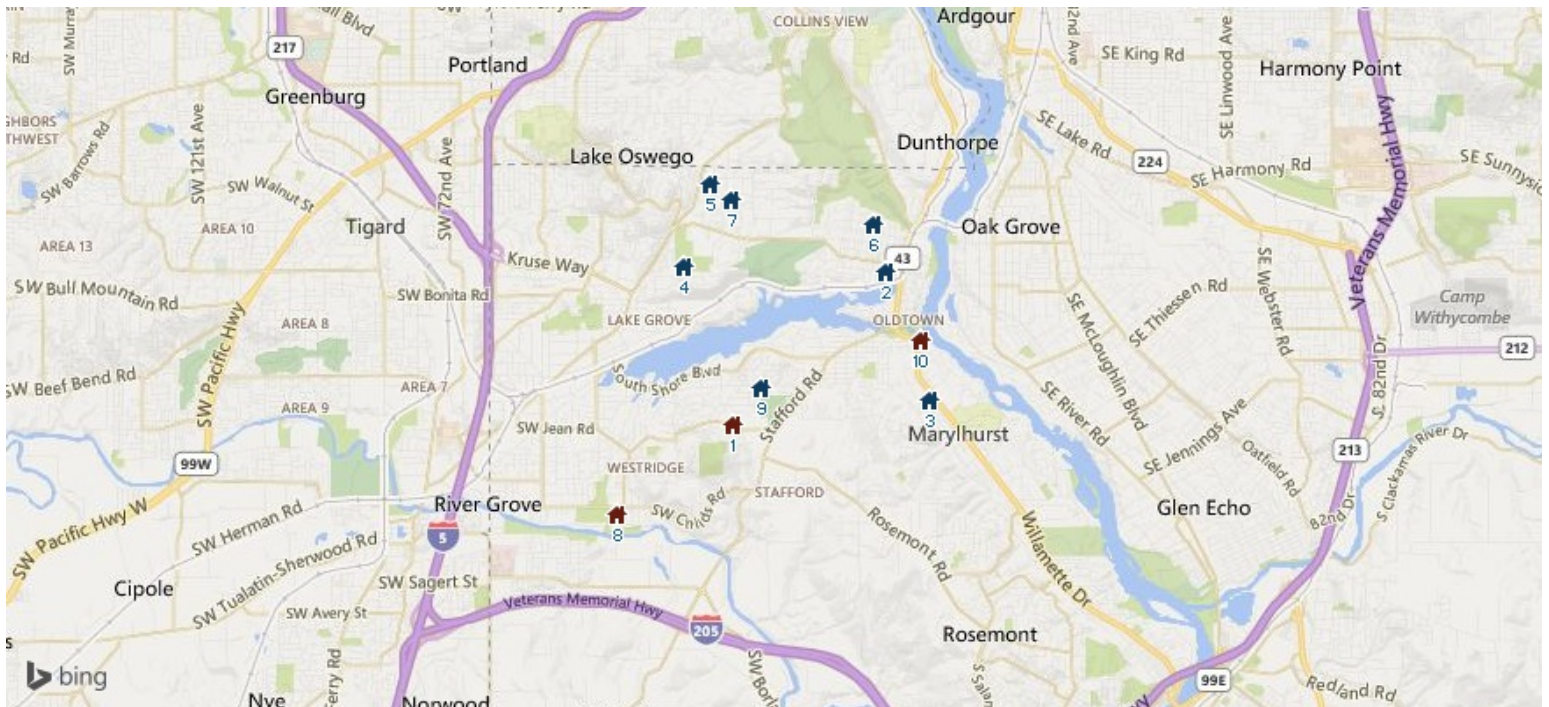 COLLINS VIEW
Ardgour
217
Portland
SE King Rd
Harmony Point
SW 121st Ave
Greenburg
SE Linwood Ave
Veterans Memorial Hwy
SW Barrows Rd
SW 72nd Ave
Lake Oswego
Dunthorpe
SE Lake Rd
224
SE Harmony Rd
SW Walnut St
5
7
AREA 10
Tigard
6
Oak Grove
AREA 13
43
Kruse Way
4
2
SE Webster Rd
SW Bull Mountain Rd
SW Bonita Rd
SE Thiessen Rd
Camp
Withycombe
SW Pacific Hwy
AREA 8
LAKE GROVE
OLDTOWN
SE McLoughlin Blvd
S. 82nd Dr
212
10
SW Beef Bend Rd
AREA 7
South Shore Blvd
9
Stafford Rd
3
SE River Rd
AREA 9
SW Jean Rd
1
Marylhurst
SE Jennings Ave
Oatfield Rd
S Clackamas River Dr
99W
WESTRIDGE
213
River Grove
STAFFORD
SW Childs Rd
Glen Echo
82nd Dr
SW Pacific Hwy W
SW Herman Rd
8
Rosemont Rd
5
Willamette Dr
SW Tualatin-Sherwood Rd
Cipole
SW Sagert St
SW Avery St
Veterans Memorial Hwy
205
Rosemont
bing
99E
Redland Rd
Nye
Norwood